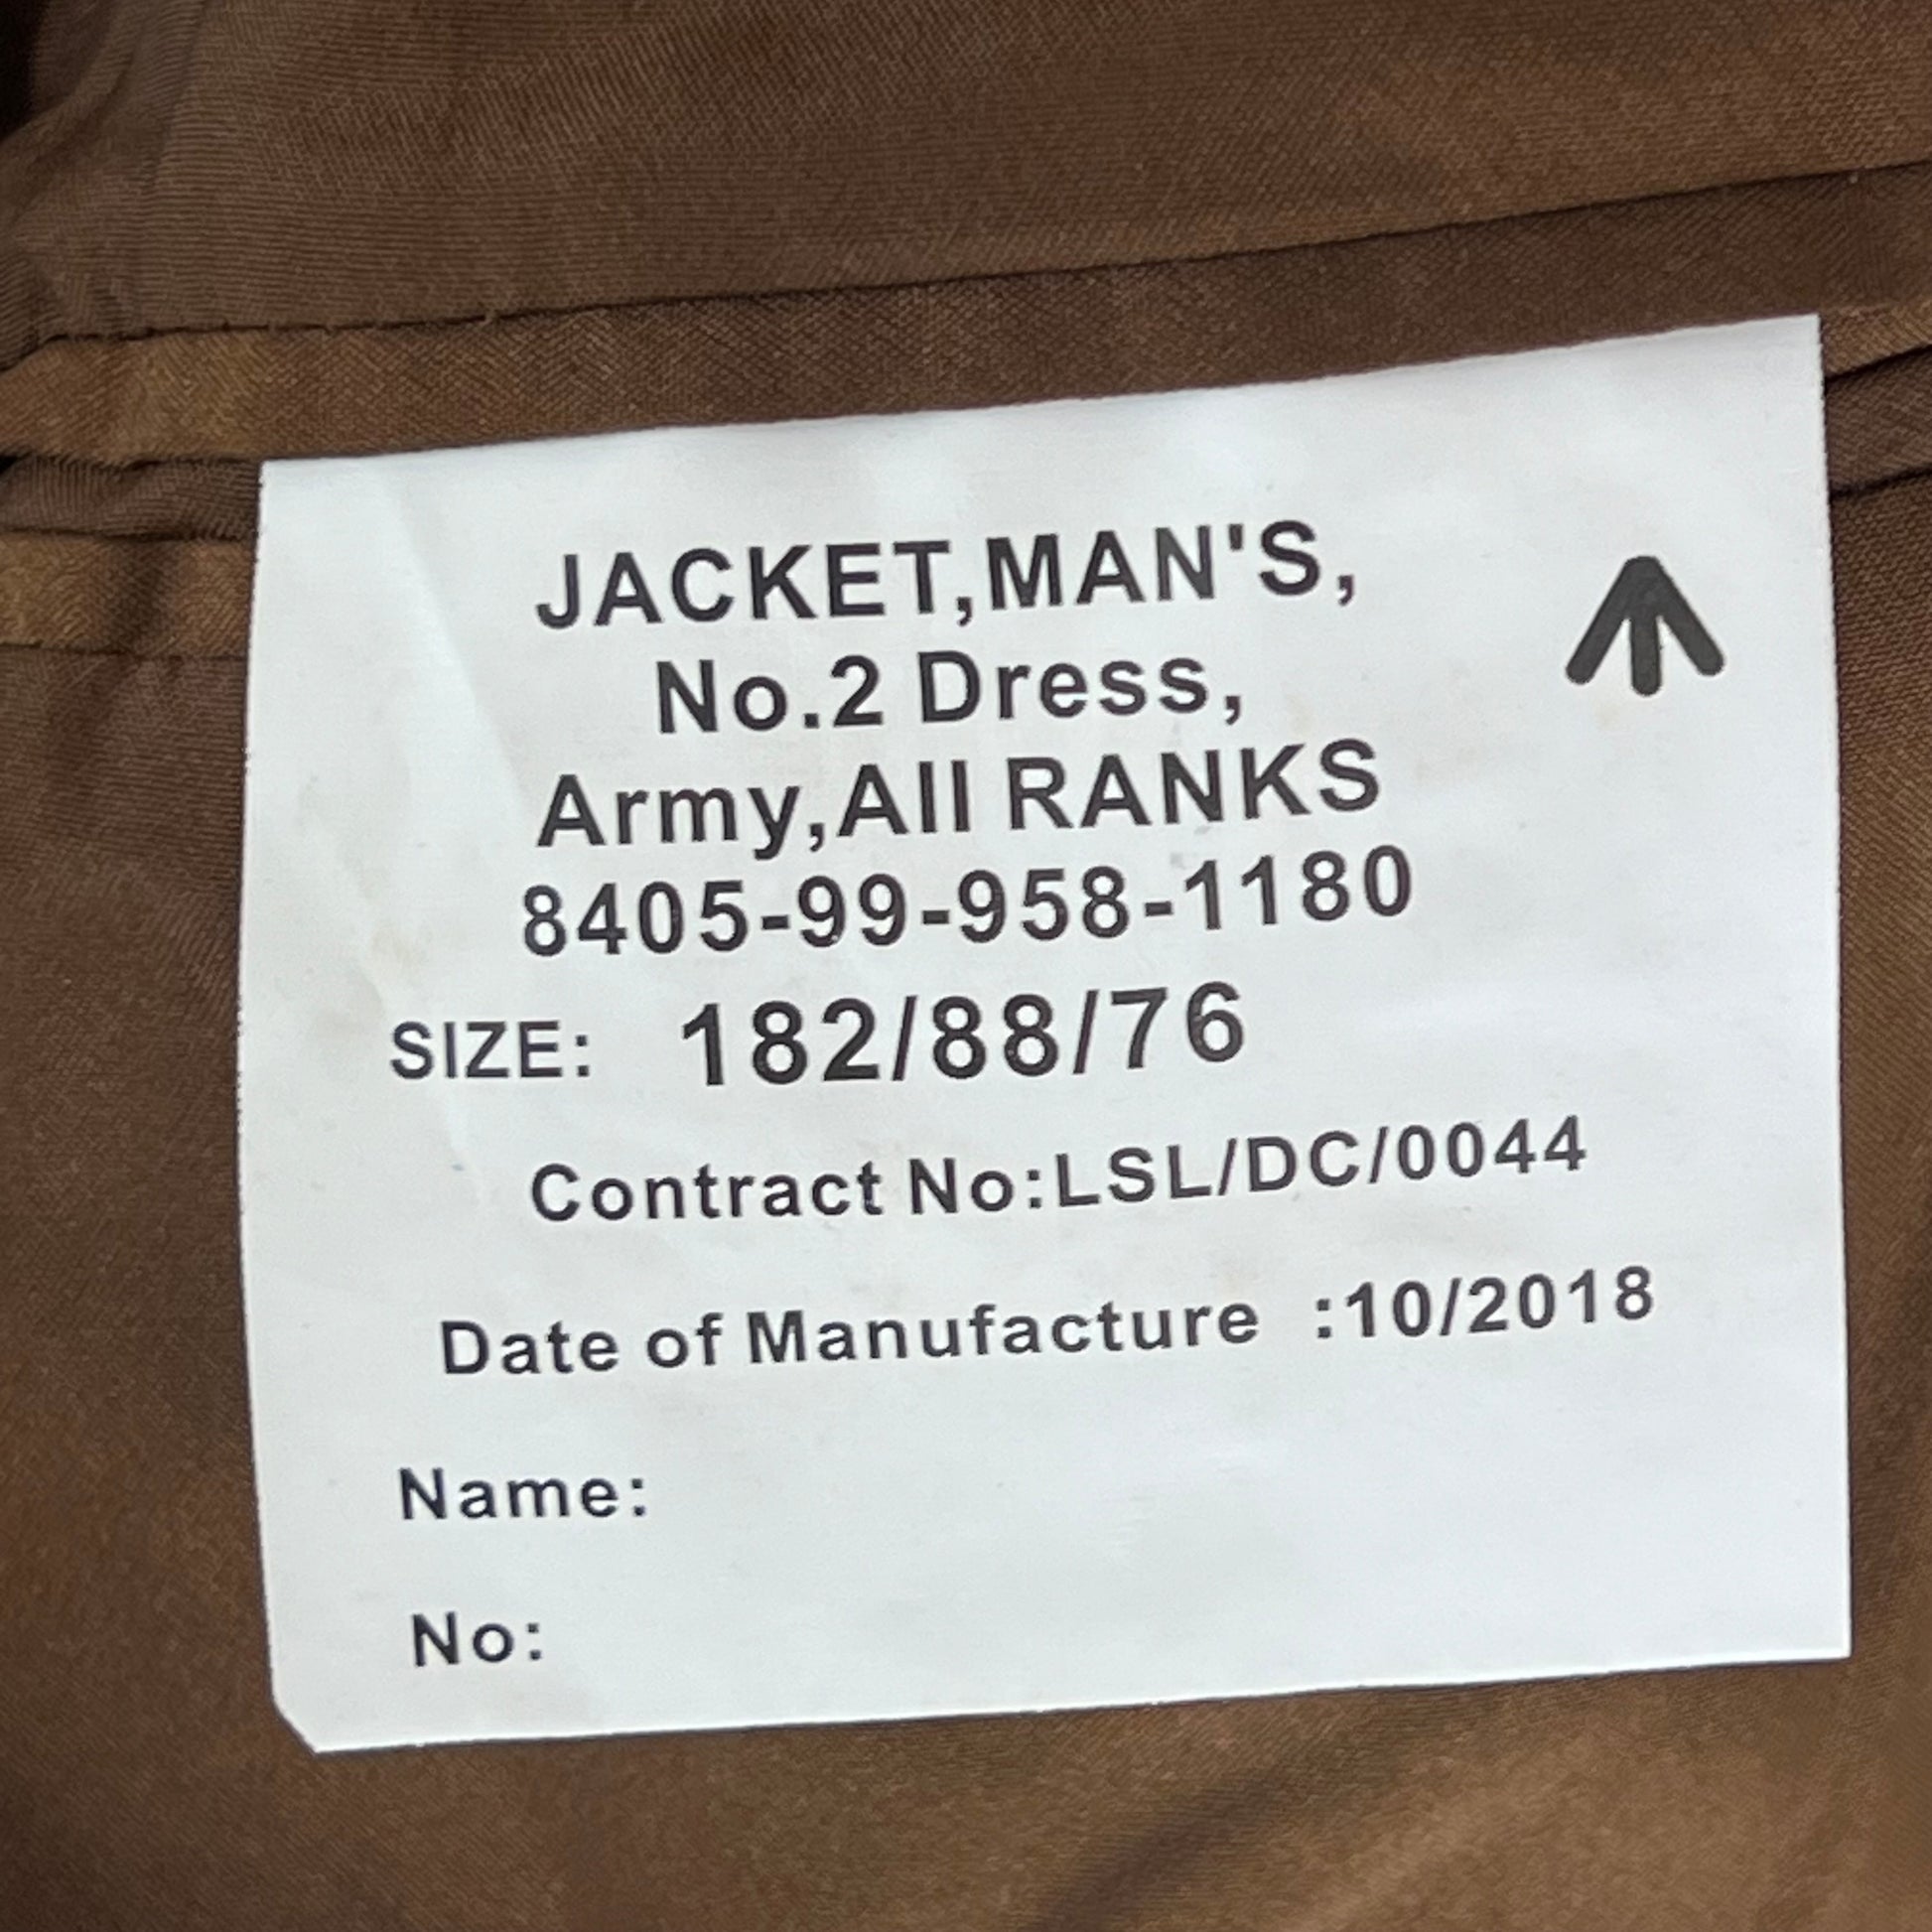 JACKET,MAN'S,
No.2 Dress,
Army,All RANKS
8405-99-958-1180
SIZE: 182/88/76
Contract No:LSL/DC/0044
Date of Manufacture :10/2018
Name:
No: